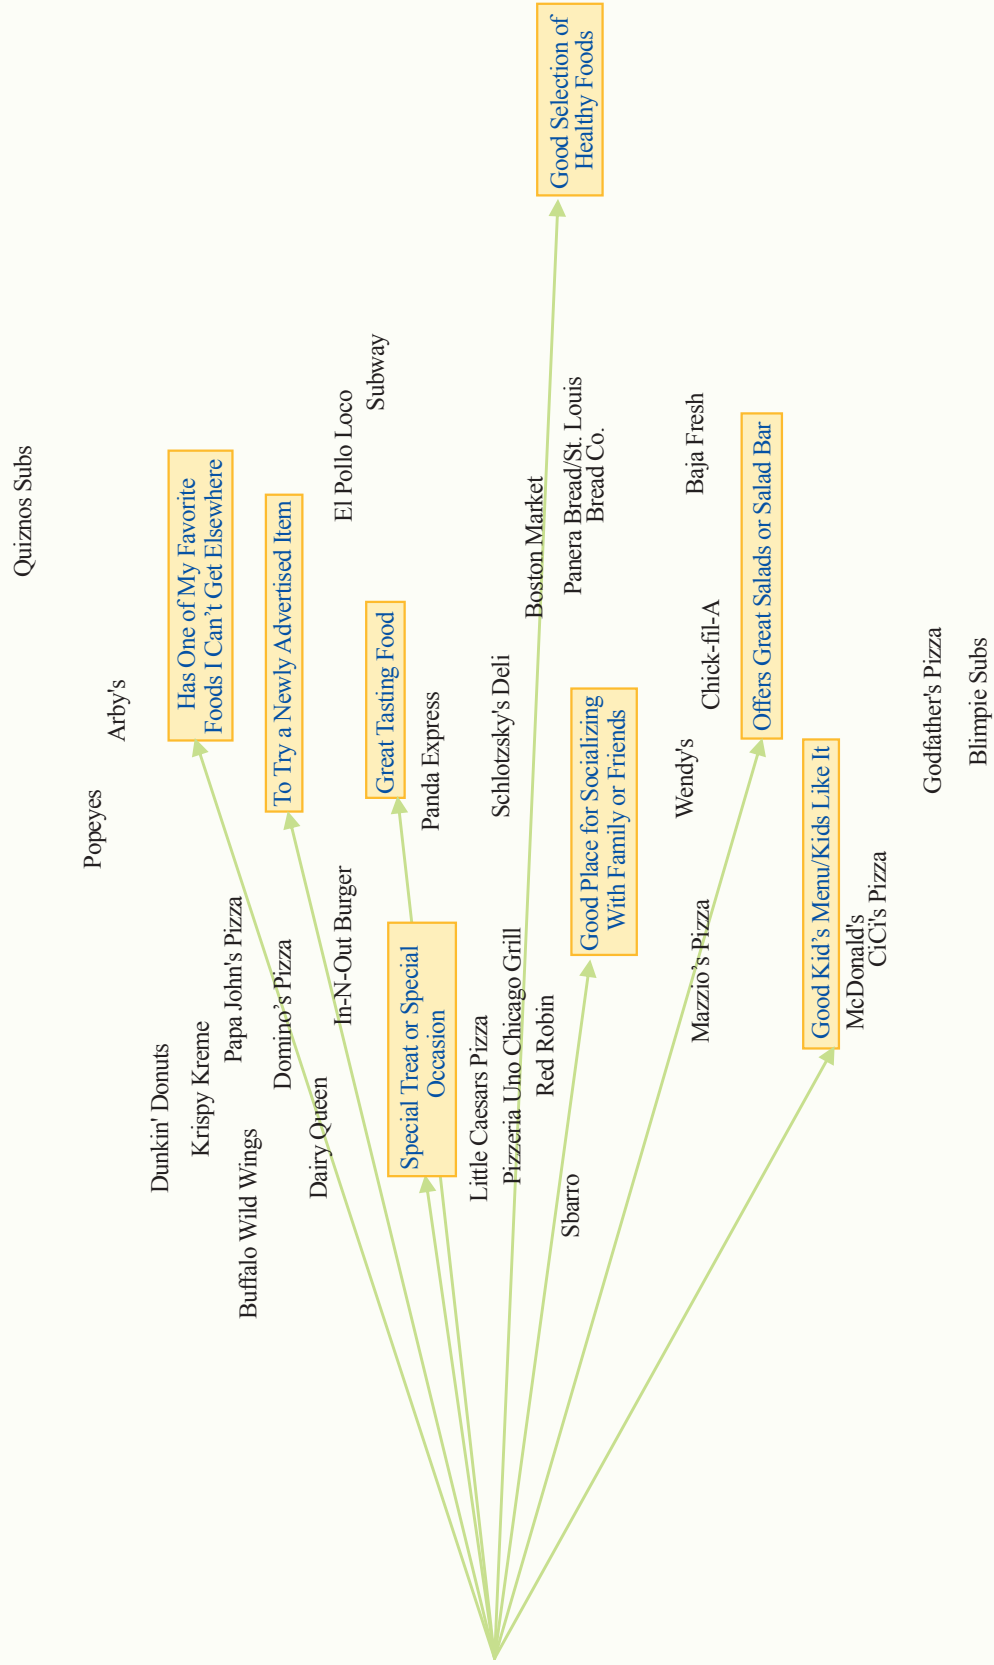 Quiznos Subs
Popeyes
Arby's
Dunkin' Donuts
Krispy Kreme
Has One of My Favorite
Foods I Can't Get Elsewhere
Papa John's Pizza
Buffalo Wild Wings
Domino's Pizza
To Try a Newly Advertised Item
Dairy Queen
In-N-Out Burger
El Pollo Loco
Subway
Great Tasting Food
Special Treat or Special
Occasion
Panda Express
Little Caesars Pizza
Schlotzsky's Deli
Pizzeria Uno Chicago Grill
Boston Market
Red Robin
Good Selection of
Healthy Foods
Sbarro
Panera Bread/St. Louis
Bread Co.
Good Place for Socializing
With Family or Friends
Wendy's
Baja Fresh
Mazzio's Pizza
Chick-fil-A
Offers Great Salads or Salad Bar
Good Kid's Menu/Kids Like It
McDonald's
CiCi's Pizza
Godfather's Pizza
Blimpie Subs